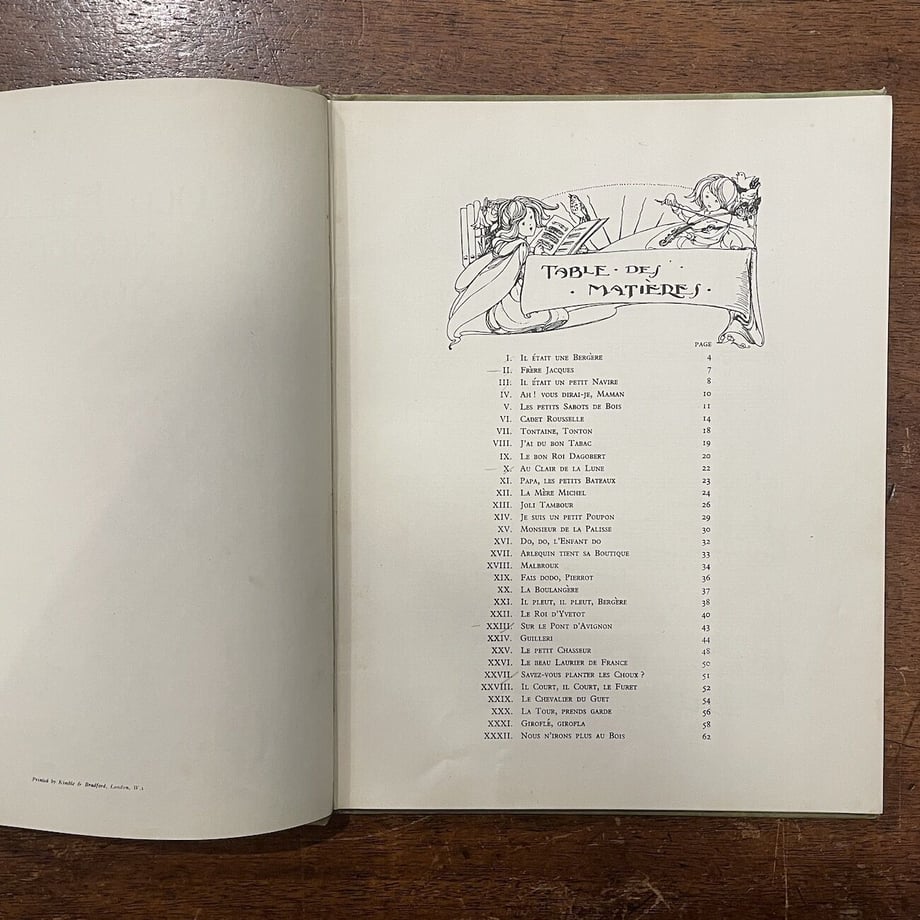 Printed by Kindle & Bradford, London, W.1
TABLE · DES ·
· MATIÈRES ·
PAGE
I. Il était une Bergère 4
II. Frère Jacques 7
III. Il était un petit Navire 8
IV. Ah! vous dirai-je, Maman 10
V. Les petits Sabots de Bois 11
VI. Cadet Rousselle 14
VII. Tontaine, Tonton 18
VIII. J'ai du bon Tabac 19
IX. Le bon Roi Dagobert 20
X. Au Clair de la Lune 22
XI. Papa, les petits Bateaux 23
XII. La Mère Michel 24
XIII. Joli Tambour 26
XIV. Je suis un petit Poupon 29
XV. Monsieur de la Palisse 30
XVI. Do, do, l'Enfant do 32
XVII. Arlequin tient sa Boutique 33
XVIII. Malbroux 34
XIX. Fais dodo, Pierrot 36
XX. La Boulangère 37
XXI. Il pleut, il pleut, Bergère 38
XXII. Le Roi d'Yvetot 40
XXIII. Sur le Pont d'Avignon 43
XXIV. Guilleri 44
XXV. Le petit Chasseur 48
XXVI. Le beau Laurier de France 50
XXVII. Savez-vous planter les Choux? 51
XXVIII. Il Court, il Court, le Furet 52
XXIX. Le Chevalier du Guet 54
XXX. La Tour, prends garde 56
XXXI. Giroflé, girofla 58
XXXII. Nous n'irons plus au Bois 62